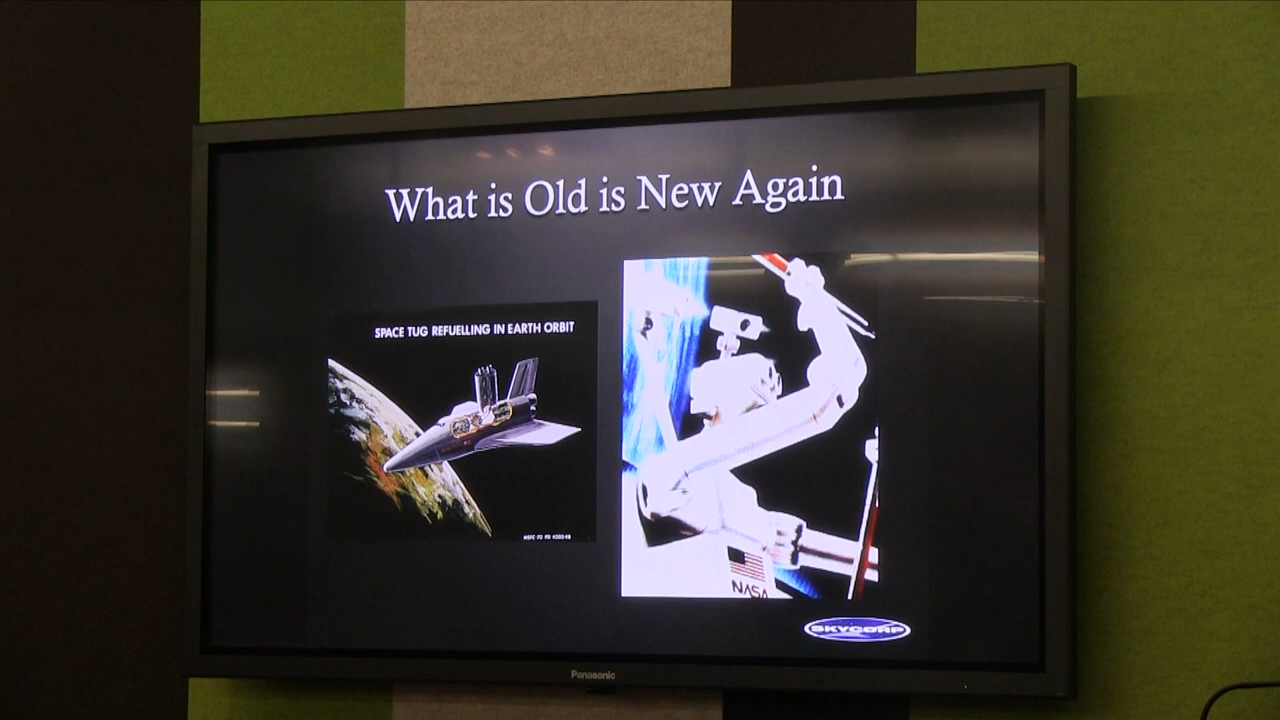 What is Old is New Again
SPACE TUG REFUELLING IN EARTH ORBIT
NASA
SKYCORP
Panasonic